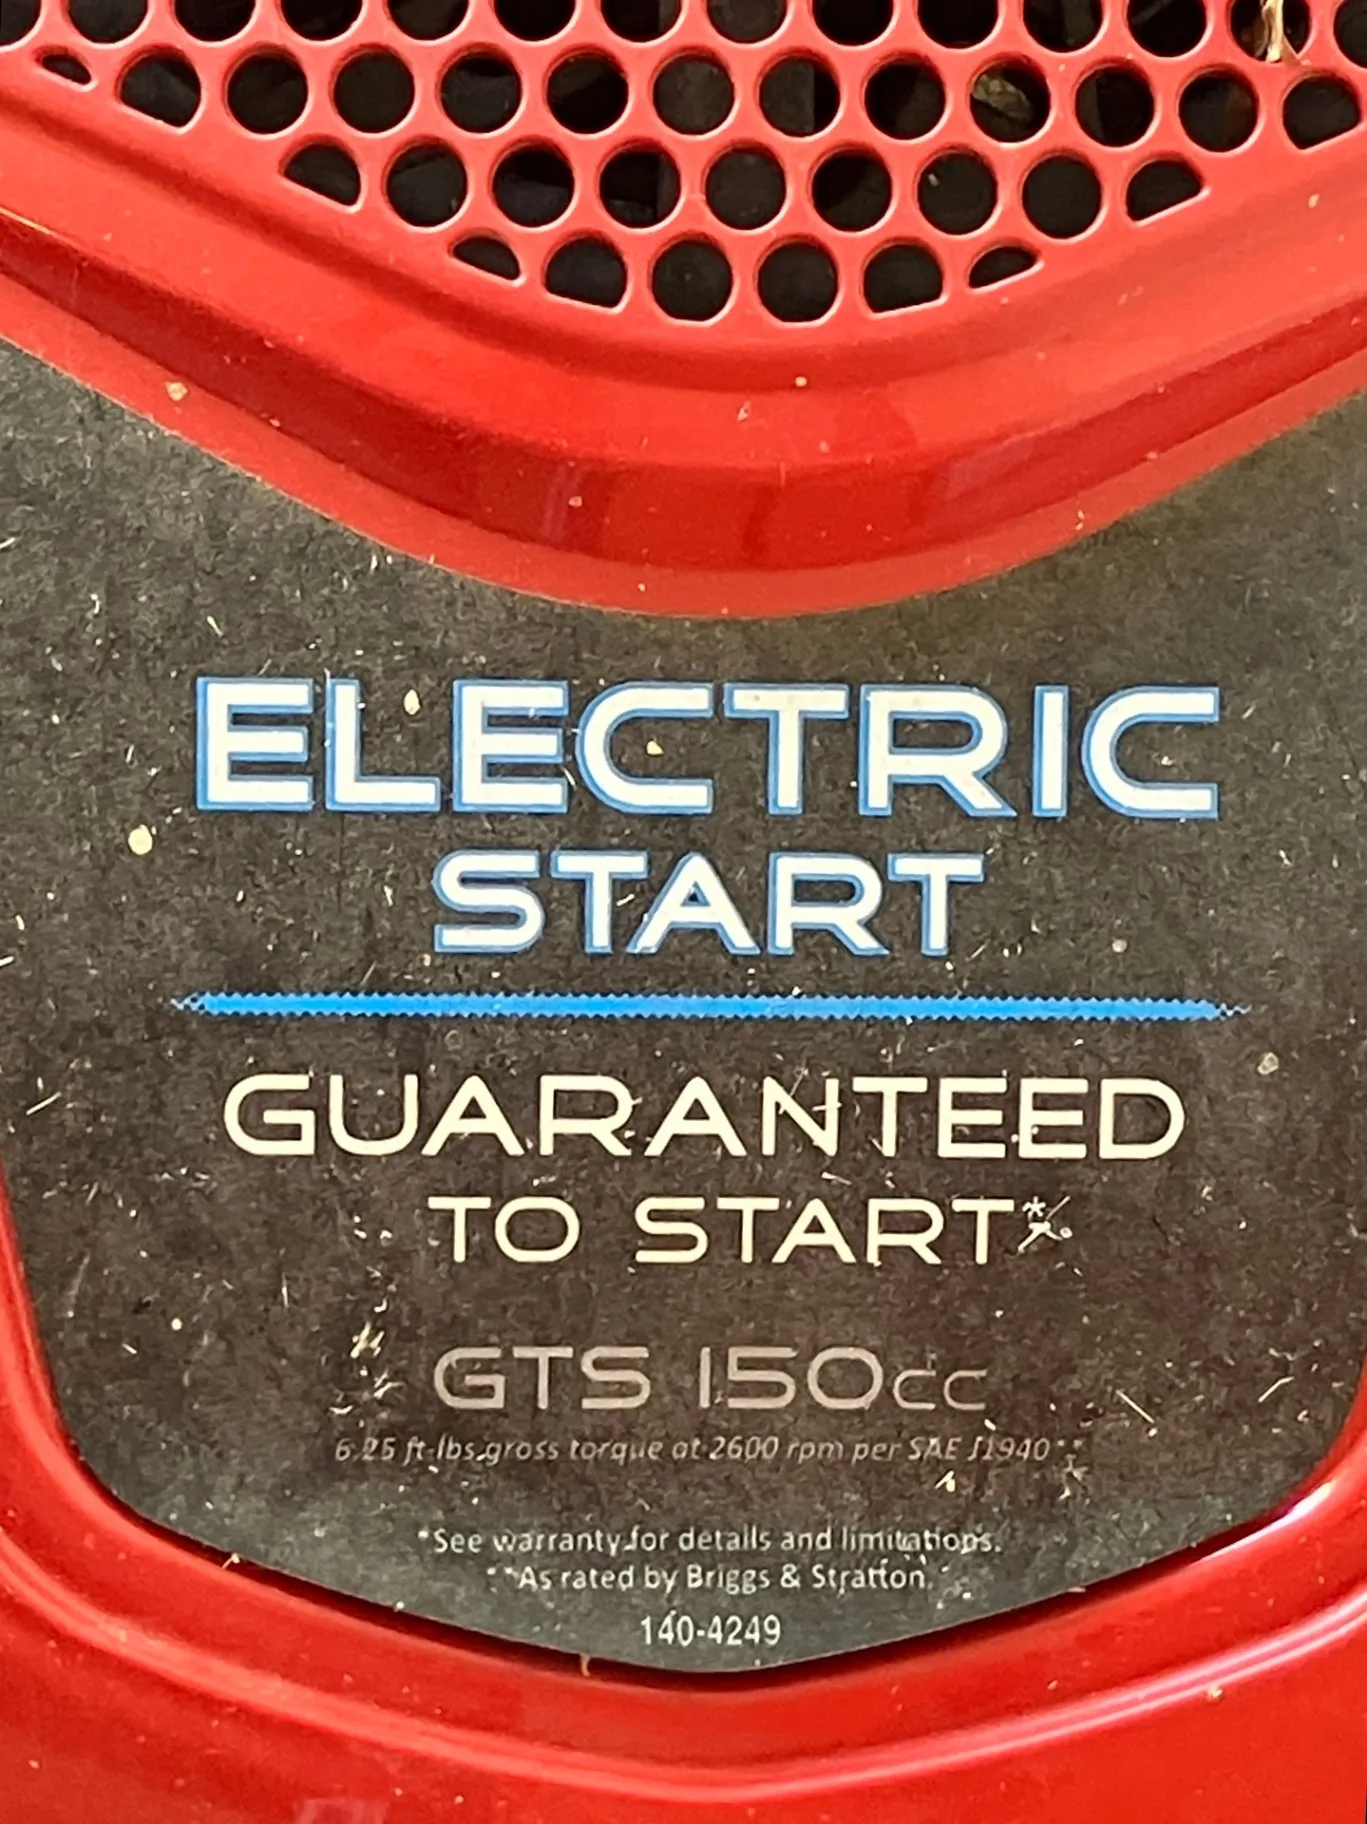 ELECTRIC
START
GUARANTEED
TO START*
GTS 150cc
6.25 ft-lbs gross torque at 2600 rpm per SAE J1940**
*See warranty for details and limitations.
**As rated by Briggs & Stratton.
140-4249